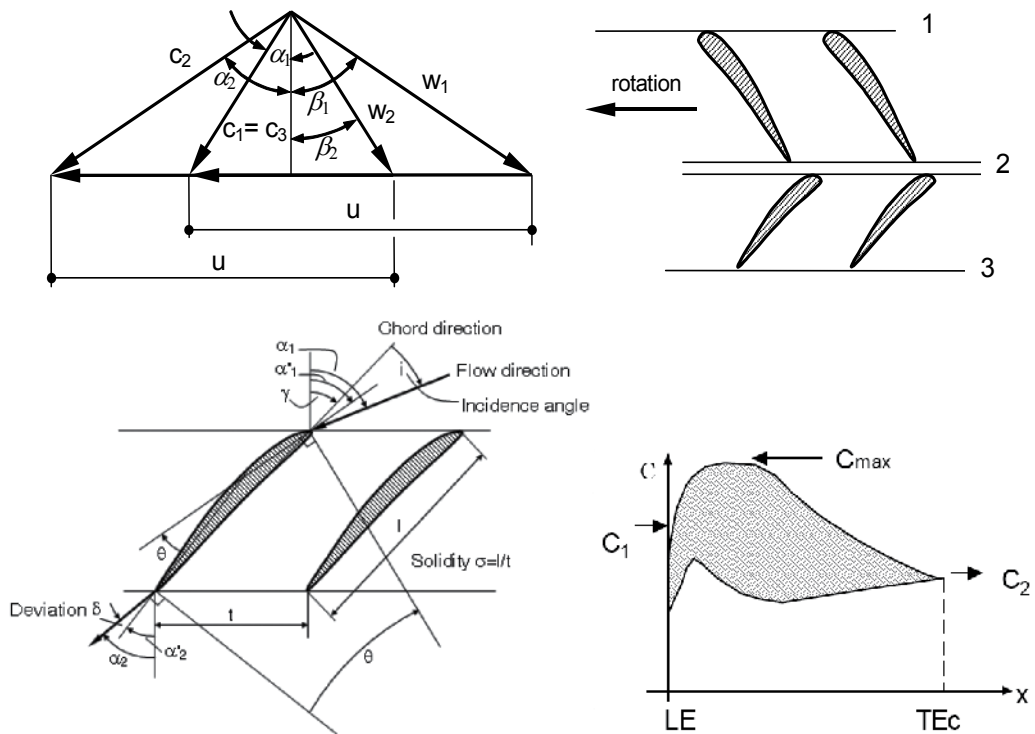 c₂
α₁
α₂
β₁
w₁
w₂
c₁= c₃
β₂
u
u
1
rotation
2
3
Chord direction
α₁
α'₁
Flow direction
γ
i
Incidence angle
θ
l
Solidity σ=l/t
Deviation δ
t
α₂
α'₂
θ
C
Cmax
C₁
C₂
x
LE
TEc